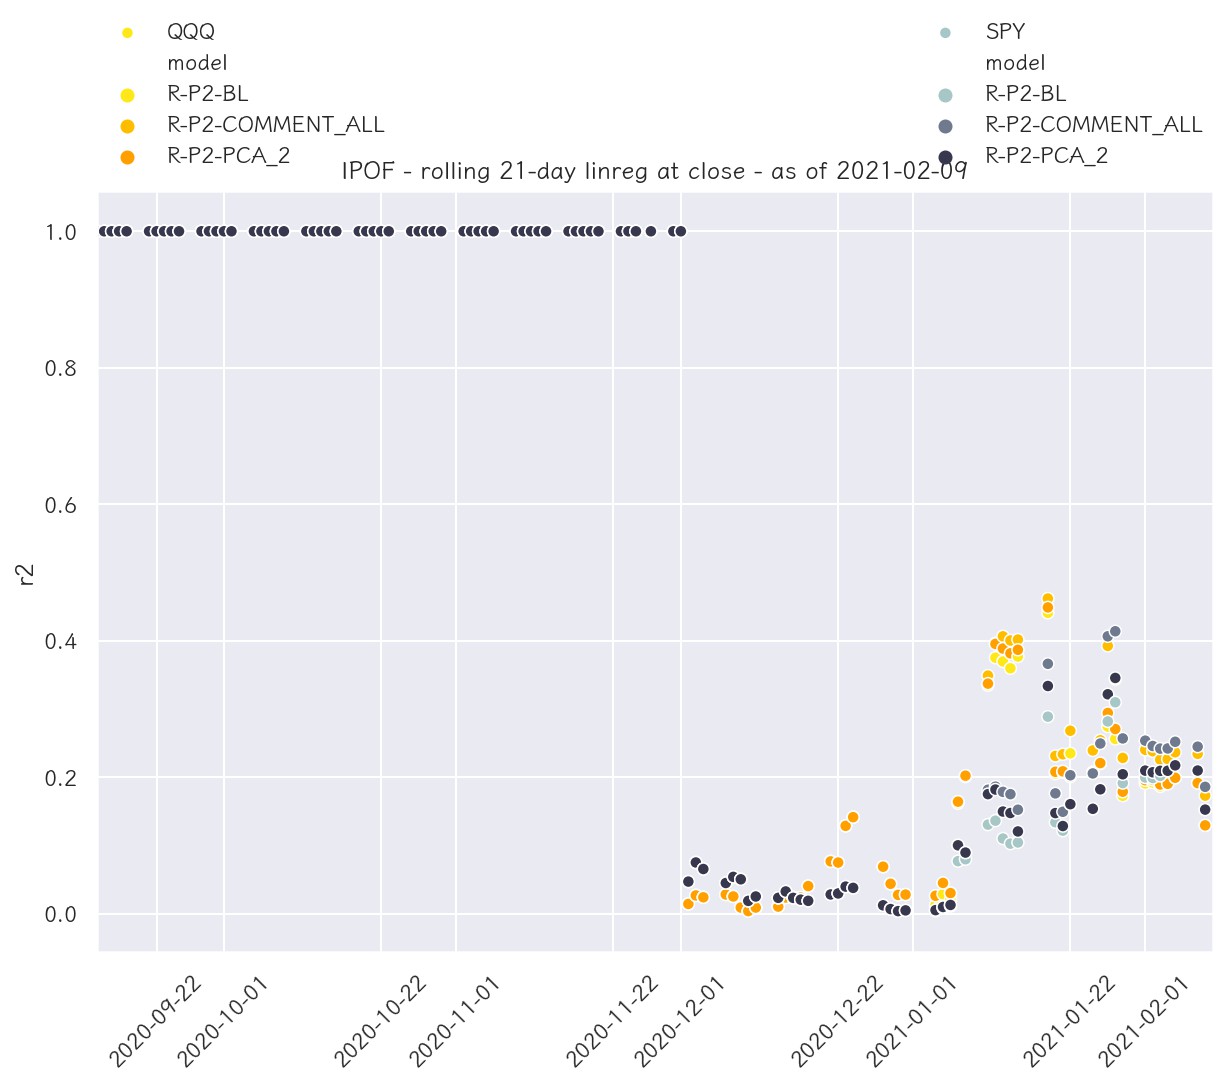 QQQ
model
R-P2-BL
R-P2-COMMENT_ALL
R-P2-PCA_2
SPY
model
R-P2-BL
R-P2-COMMENT_ALL
R-P2-PCA_2
IPOF - rolling 21-day linreg at close - as of 2021-02-09
1.0
0.8
0.6
0.4
0.2
0.0
r2
2020-09-22
2020-10-01
2020-10-22
2020-11-01
2020-11-22
2020-12-01
2020-12-22
2021-01-01
2021-01-22
2021-02-01